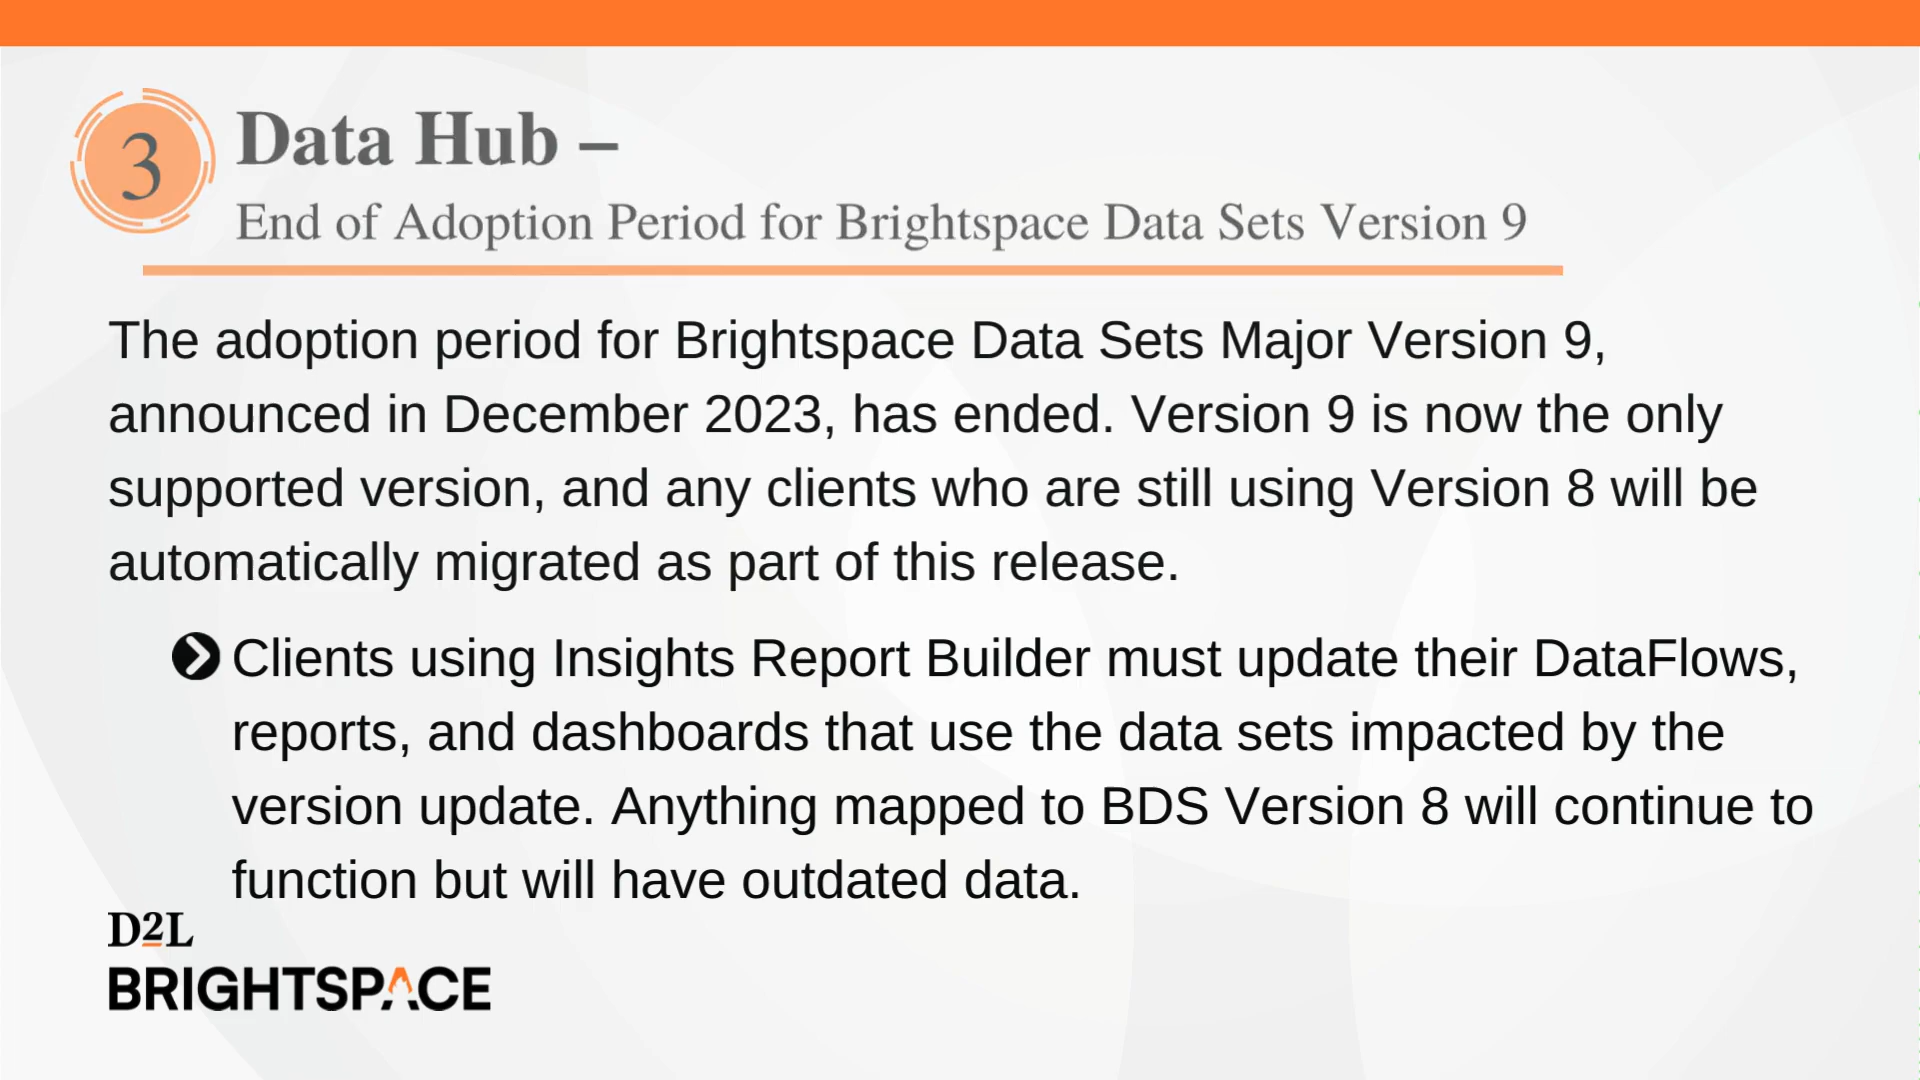 3
Data Hub –
End of Adoption Period for Brightspace Data Sets Version 9
The adoption period for Brightspace Data Sets Major Version 9,
announced in December 2023, has ended. Version 9 is now the only
supported version, and any clients who are still using Version 8 will be
automatically migrated as part of this release.
Clients using Insights Report Builder must update their DataFlows,
reports, and dashboards that use the data sets impacted by the
version update. Anything mapped to BDS Version 8 will continue to
function but will have outdated data.
D2L
BRIGHTSPACE